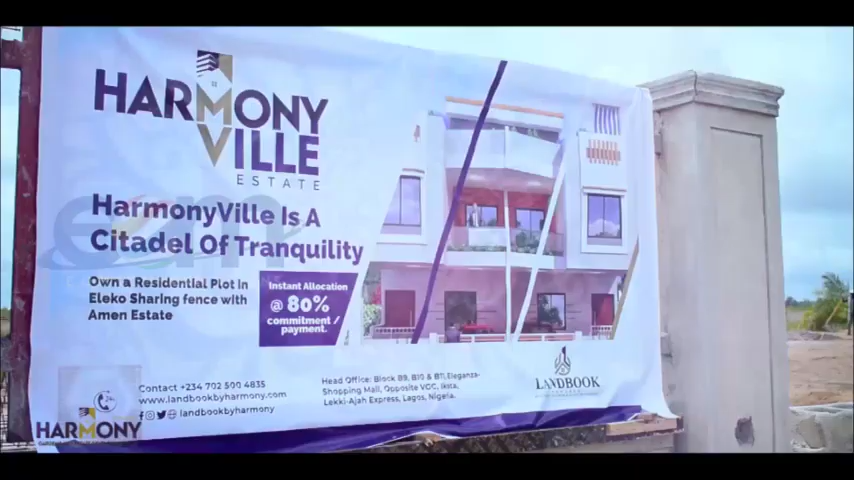 HARMONY
VILLE
ESTATE
HarmonyVille Is A
Citadel Of Tranquility
Own a Residential Plot in
Eleko Sharing fence with
Amen Estate
Instant Allocation
@ 80%
commitment /
payment.
Contact +234 702 500 4835
www.landbookbyharmony.com
landbookbyharmony
Head Office: Block B9, B10 & B11, Eleganza
Shopping Mall, Opposite VGC, Ikota,
Lekki-Ajah Express, Lagos, Nigeria.
LANDBOOK
HARMONY